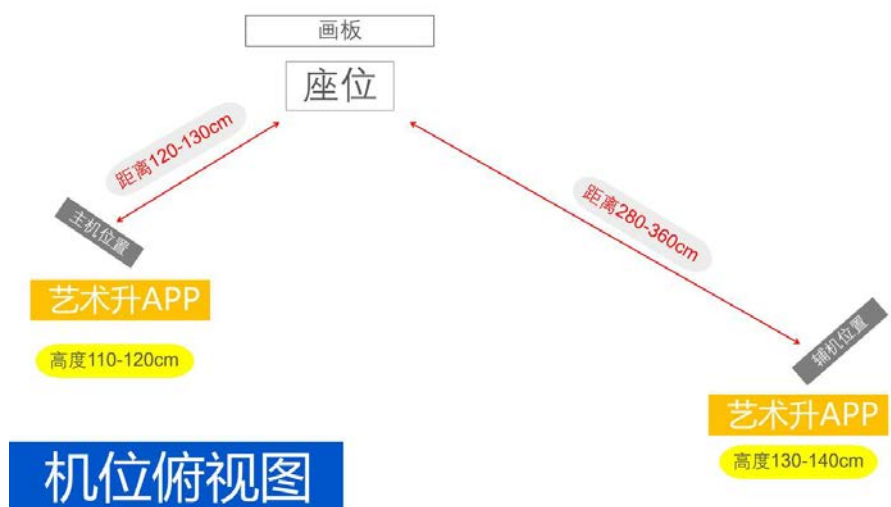 画板
座位
距离120-130cm
距离280-360cm
主机位置
艺术升APP
高度110-120cm
辅机位置
艺术升APP
高度130-140cm
机位俯视图